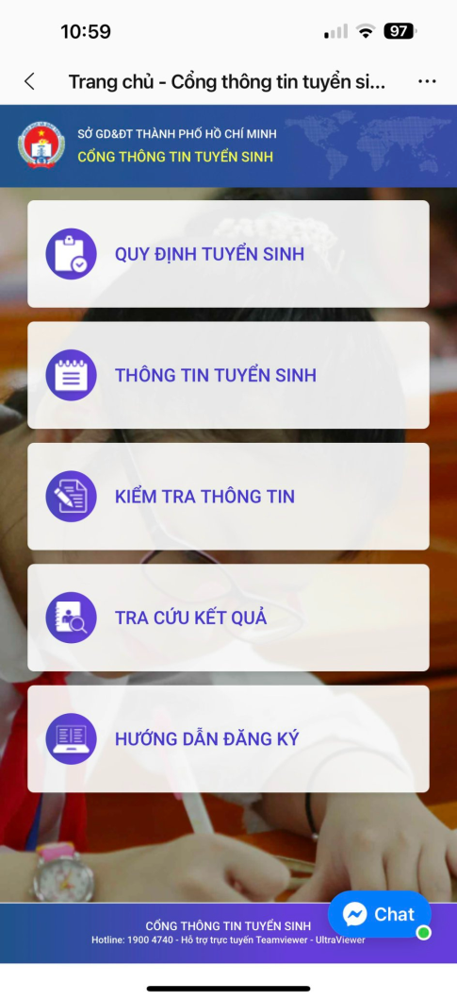 10:59
97
Trang chủ - Cổng thông tin tuyển si...
SỞ GD&ĐT THÀNH PHỐ HỒ CHÍ MINH
CỔNG THÔNG TIN TUYỂN SINH
QUY ĐỊNH TUYỂN SINH
THÔNG TIN TUYỂN SINH
KIỂM TRA THÔNG TIN
TRA CỨU KẾT QUẢ
HƯỚNG DẪN ĐĂNG KÝ
Chat
CỔNG THÔNG TIN TUYỂN SINH
Hotline: 1900 4740 - Hỗ trợ trực tuyến Teamviewer - UltraViewer